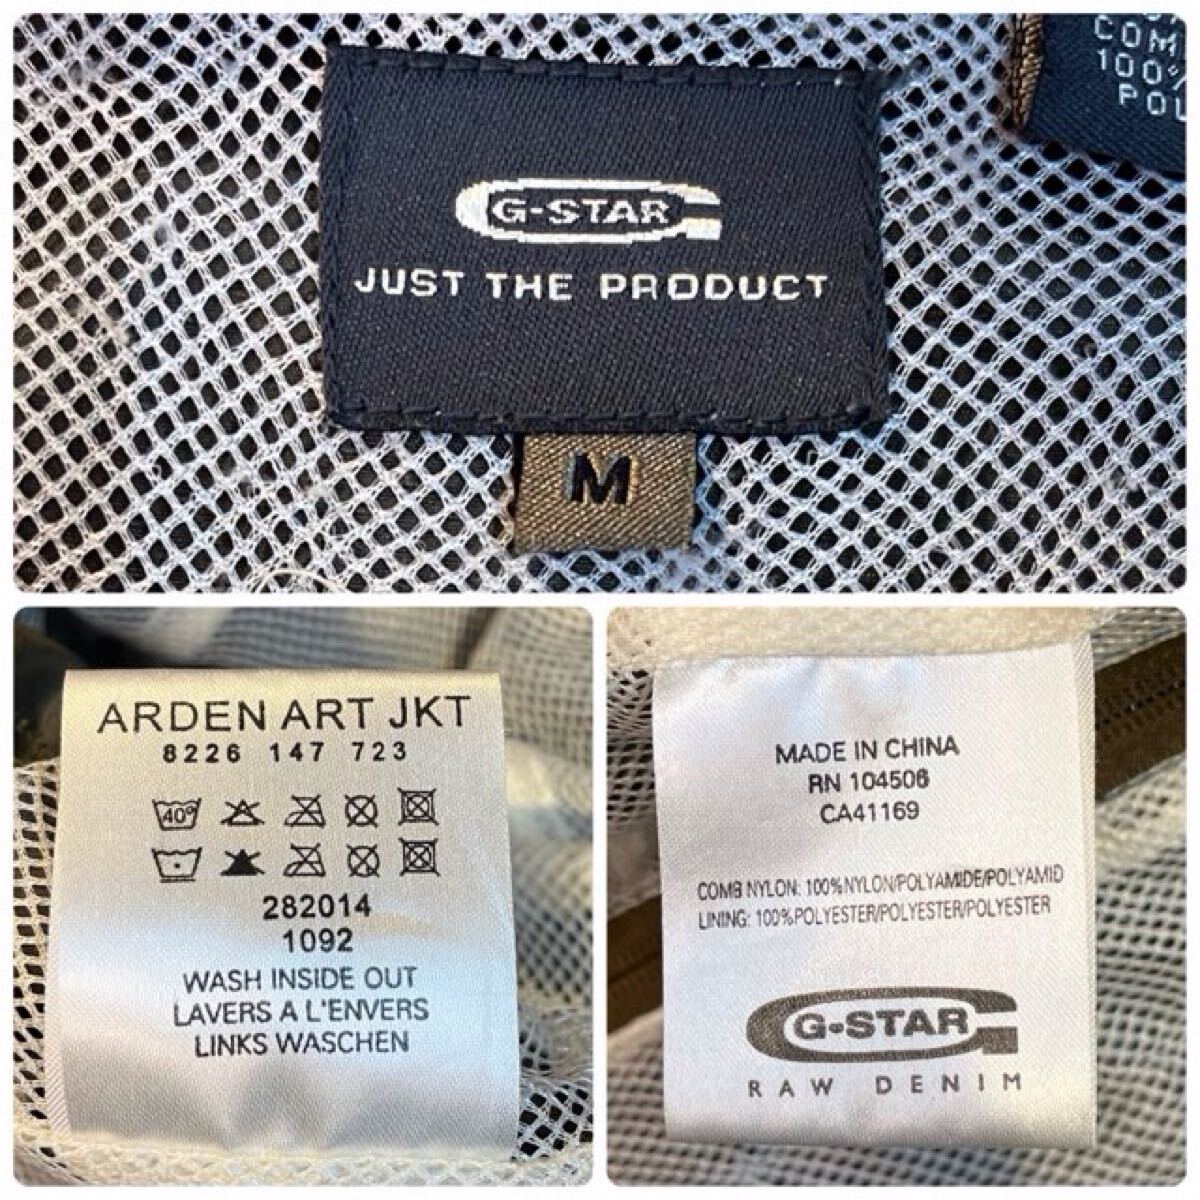 G-STAR
JUST THE PRODUCT
M
COM
100%
POL
ARDEN ART JKT
8226 147 723
40°
282014
1092
WASH INSIDE OUT
LAVERS A L'ENVERS
LINKS WASCHEN
MADE IN CHINA
RN 104506
CA41169
COMB NYLON: 100%NYLON/POLYAMIDE/POLYAMID
LINING: 100%POLYESTER/POLYESTER/POLYESTER
G-STAR
RAW DENIM